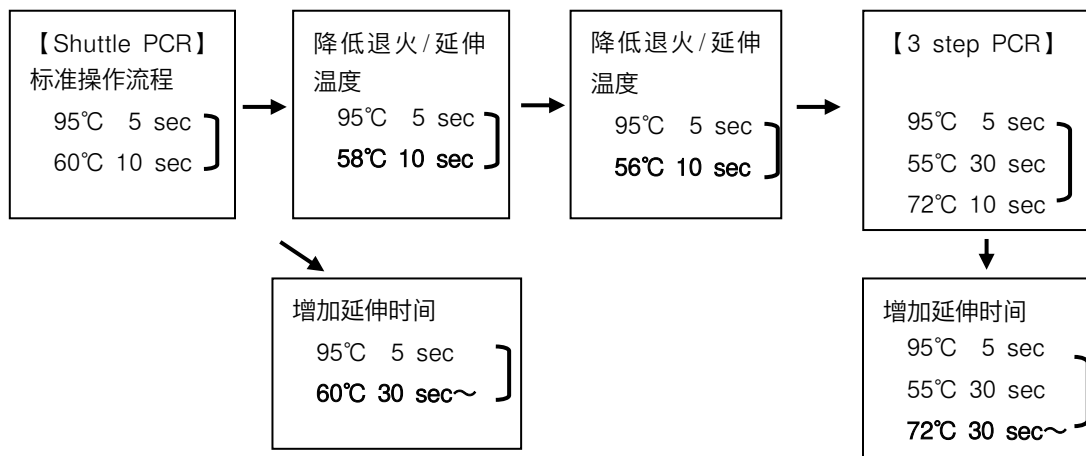 【Shuttle PCR】
标准操作流程
95℃ 5 sec
60℃ 10 sec
降低退火/延伸
温度
95℃ 5 sec
58℃ 10 sec
降低退火/延伸
温度
95℃ 5 sec
56℃ 10 sec
【3 step PCR】
95℃ 5 sec
55℃ 30 sec
72℃ 10 sec
增加延伸时间
95℃ 5 sec
60℃ 30 sec～
增加延伸时间
95℃ 5 sec
55℃ 30 sec
72℃ 30 sec～